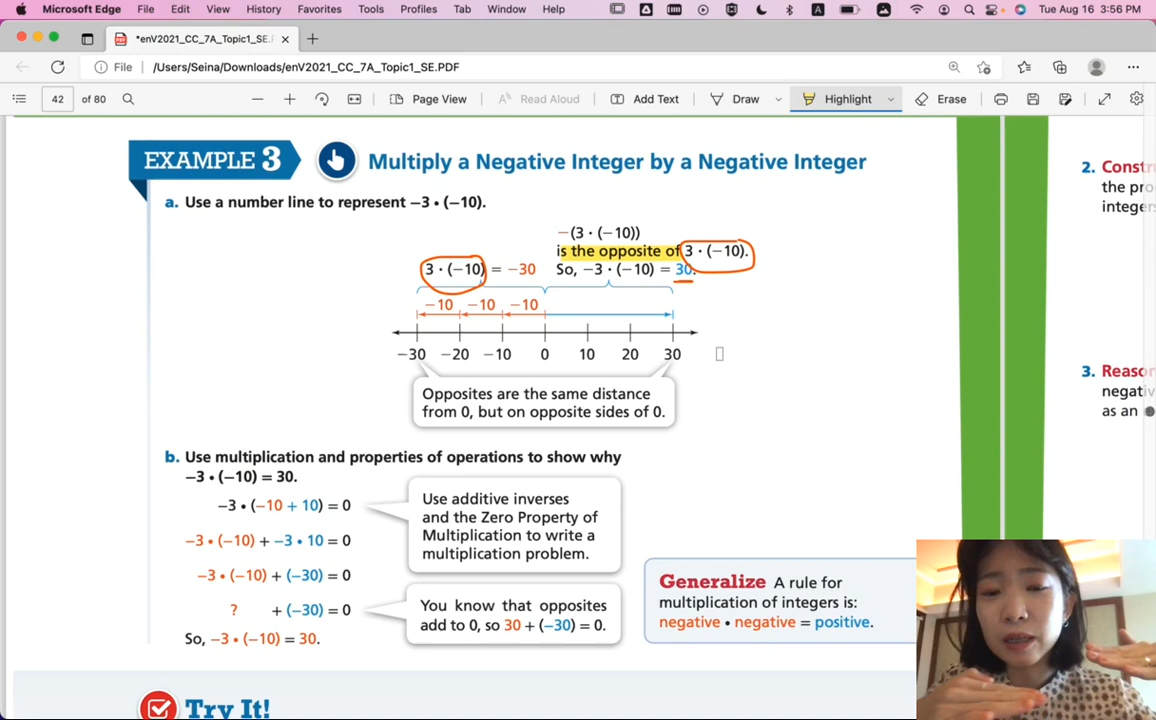 Microsoft Edge File Edit View History Favorites Tools Profiles Tab Window Help A Tue Aug 16 3:56 PM
*enV2021_CC_7A_Topic1_SE.
File /Users/Seina/Downloads/enV2021_CC_7A_Topic1_SE.PDF
42 of 80 Page View Read Aloud Add Text Draw Highlight Erase
EXAMPLE 3 Multiply a Negative Integer by a Negative Integer
a. Use a number line to represent −3 • (−10).
−(3 · (−10))
is the opposite of 3 · (−10).
3 · (−10) = −30 So, −3 · (−10) = 30.
−10 −10 −10
−30 −20 −10 0 10 20 30
Opposites are the same distance
from 0, but on opposite sides of 0.
b. Use multiplication and properties of operations to show why
−3 • (−10) = 30.
−3 • (−10 + 10) = 0
−3 • (−10) + −3 • 10 = 0
−3 • (−10) + (−30) = 0
? + (−30) = 0
So, −3 • (−10) = 30.
Use additive inverses
and the Zero Property of
Multiplication to write a
multiplication problem.
You know that opposites
add to 0, so 30 + (−30) = 0.
Generalize A rule for
multiplication of integers is:
negative • negative = positive.
Try It!
2. Constr
the pro
integer
3. Reason
negativ
as an